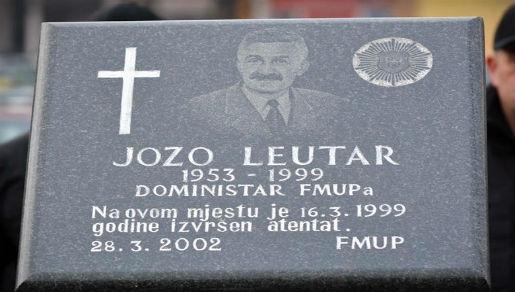 JOZO LEUTAR
1953 - 1999
DOMINISTAR FMUPa
Na ovom mjestu je 16.3.1999
godine izvršen atentat.
28.3.2002 FMUP